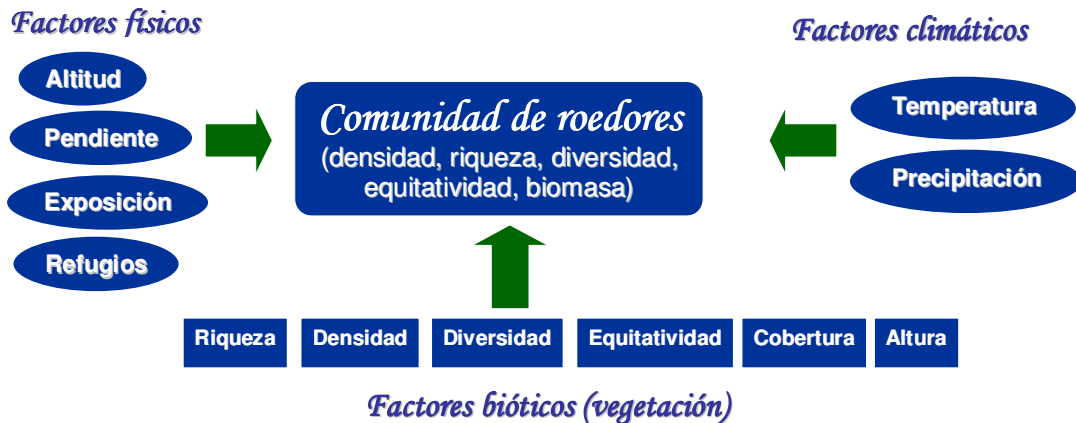 Factores físicos
Altitud
Pendiente
Exposición
Refugios
Comunidad de roedores
(densidad, riqueza, diversidad,
equitatividad, biomasa)
Factores climáticos
Temperatura
Precipitación
Riqueza
Densidad
Diversidad
Equitatividad
Cobertura
Altura
Factores bióticos (vegetación)